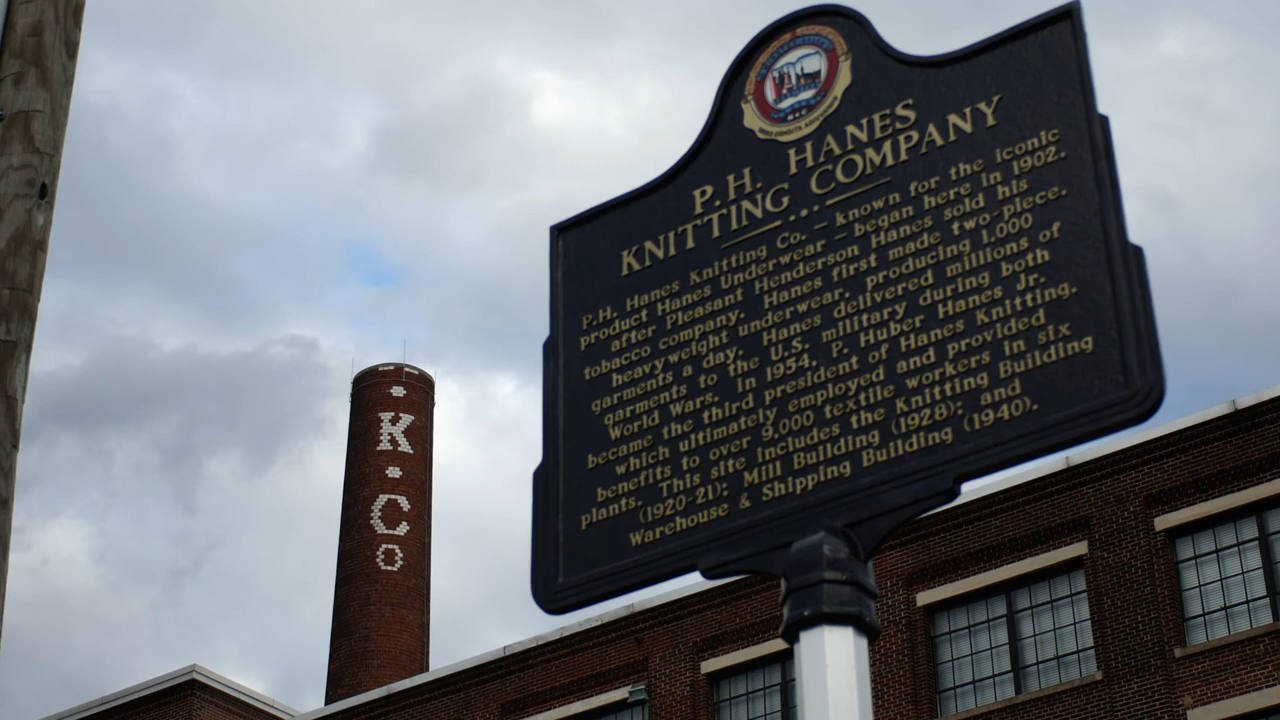 P.H. HANES
KNITTING COMPANY
P.H. Hanes Knitting Co. – known for the iconic
product Hanes Underwear – began here in 1902.
after Pleasant Henderson Hanes sold his
tobacco company. Hanes first made two-piece.
heavyweight underwear, producing 1,000
garments a day. Hanes delivered millions of
garments to the U.S. military during both
World Wars. In 1954, P. Huber Hanes Jr.
became the third president of Hanes Knitting,
which ultimately employed and provided
benefits to over 9,000 textile workers in six
plants. This site includes the Knitting Building
(1920-21); Mill Building (1928); and
Warehouse & Shipping Building (1940).
K
C
O